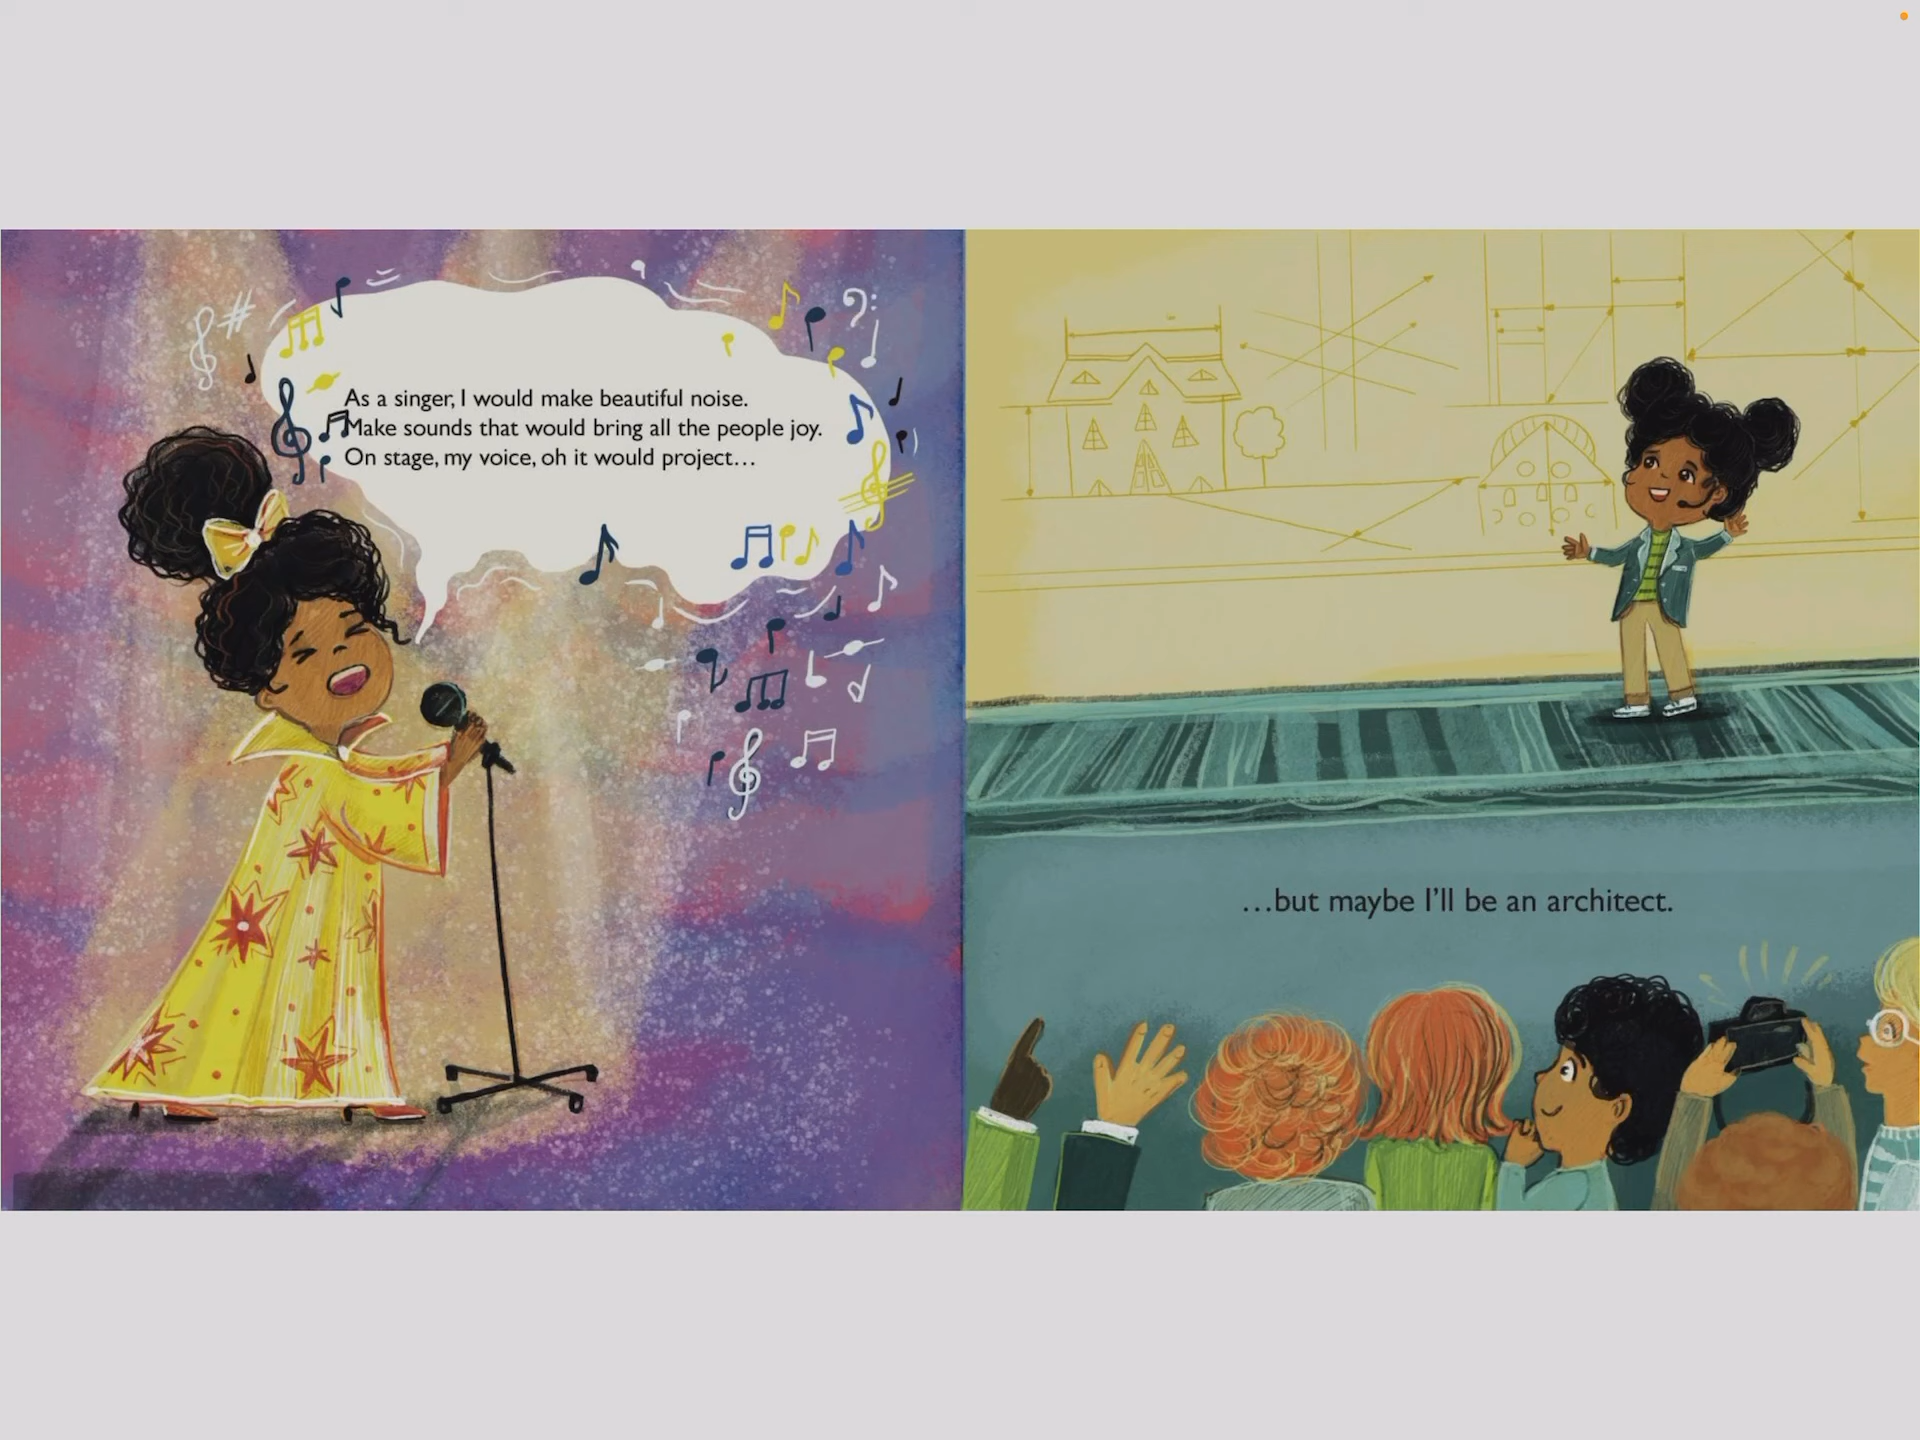 As a singer, I would make beautiful noise.
Make sounds that would bring all the people joy.
On stage, my voice, oh it would project...
...but maybe I'll be an architect.